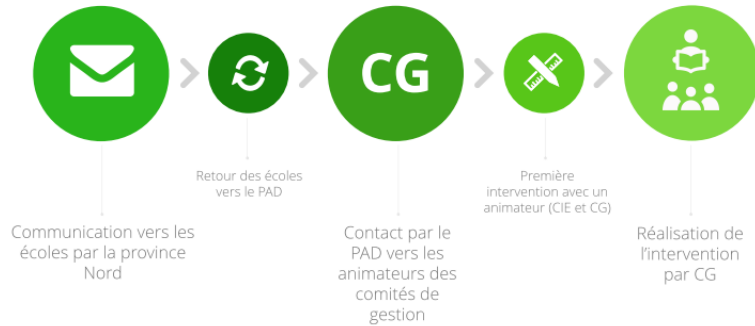 CG
Retour des écoles
vers le PAD
Première
intervention avec un
animateur (CIE et CG)
Communication vers les
écoles par la province
Nord
Contact par le
PAD vers les
animateurs des
comités de
gestion
Réalisation de
l'intervention
par CG